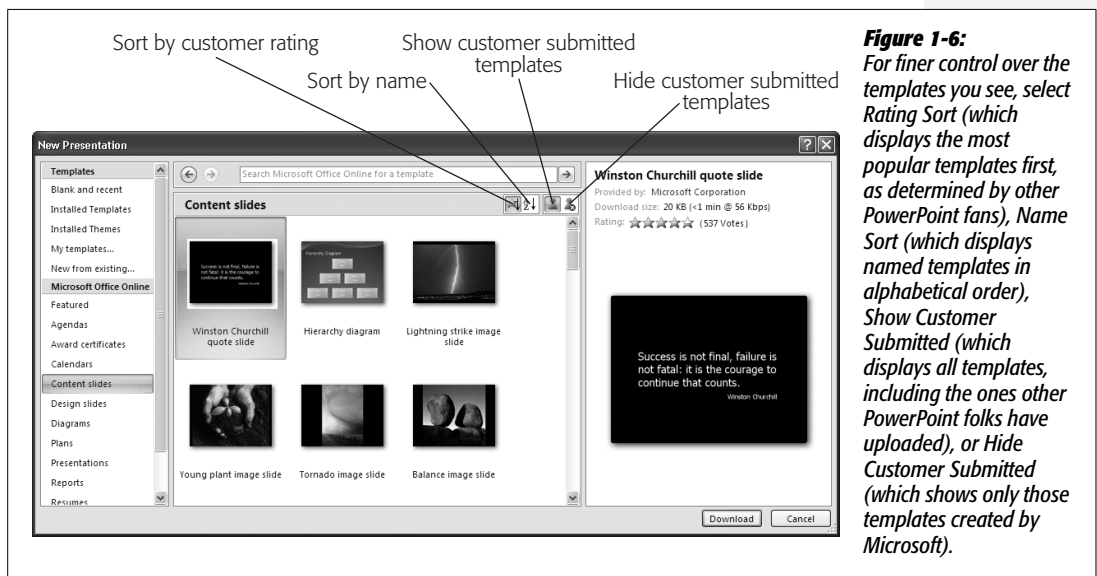 Sort by customer rating
Show customer submitted
templates
Sort by name
Hide customer submitted
templates
New Presentation
Templates
Blank and recent
Installed Templates
Installed Themes
My templates...
New from existing...
Microsoft Office Online
Featured
Agendas
Award certificates
Calendars
Content slides
Design slides
Diagrams
Plans
Presentations
Reports
Resumes
Search Microsoft Office Online for a template
Content slides
Success is not final, failure is
not fatal: it is the courage to
continue that counts.
Winston Churchill
Hierarchy Diagram
Winston Churchill
quote slide
Hierarchy diagram
Lightning strike image
slide
Young plant image slide
Tornado image slide
Balance image slide
Winston Churchill quote slide
Provided by: Microsoft Corporation
Download size: 20 KB (<1 min @ 56 Kbps)
Rating: (537 Votes)
Success is not final, failure is
not fatal: it is the courage to
continue that counts.
Winston Churchill
Download
Cancel
Figure 1-6:
For finer control over the
templates you see, select
Rating Sort (which
displays the most
popular templates first,
as determined by other
PowerPoint fans), Name
Sort (which displays
named templates in
alphabetical order),
Show Customer
Submitted (which
displays all templates,
including the ones other
PowerPoint folks have
uploaded), or Hide
Customer Submitted
(which shows only those
templates created by
Microsoft).